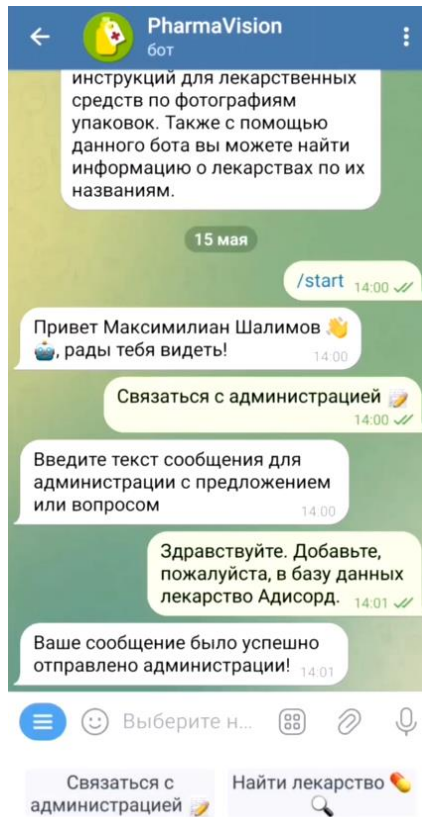 PharmaVision
бот
инструкций для лекарственных
средств по фотографиям
упаковок. Также с помощью
данного бота вы можете найти
информацию о лекарствах по их
названиям.
15 мая
/start 14:00
Привет Максимилиан Шалимов 👋
🤖, рады тебя видеть! 14:00
Связаться с администрацией 📝
14:00
Введите текст сообщения для
администрации с предложением
или вопросом 14:00
Здравствуйте. Добавьте,
пожалуйста, в базу данных
лекарство Адисорд. 14:01
Ваше сообщение было успешно
отправлено администрации! 14:01
Выберите н...
Связаться с
администрацией 📝
Найти лекарство 💊
🔍